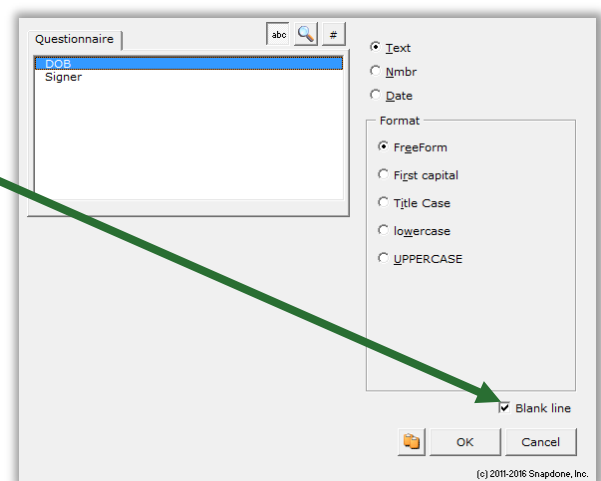 Questionnaire
abc
#
DOB
Signer
Text
Nmbr
Date
Format
FreeForm
First capital
Title Case
lowercase
UPPERCASE
Blank line
OK
Cancel
(c) 2011-2016 Snapdone, Inc.